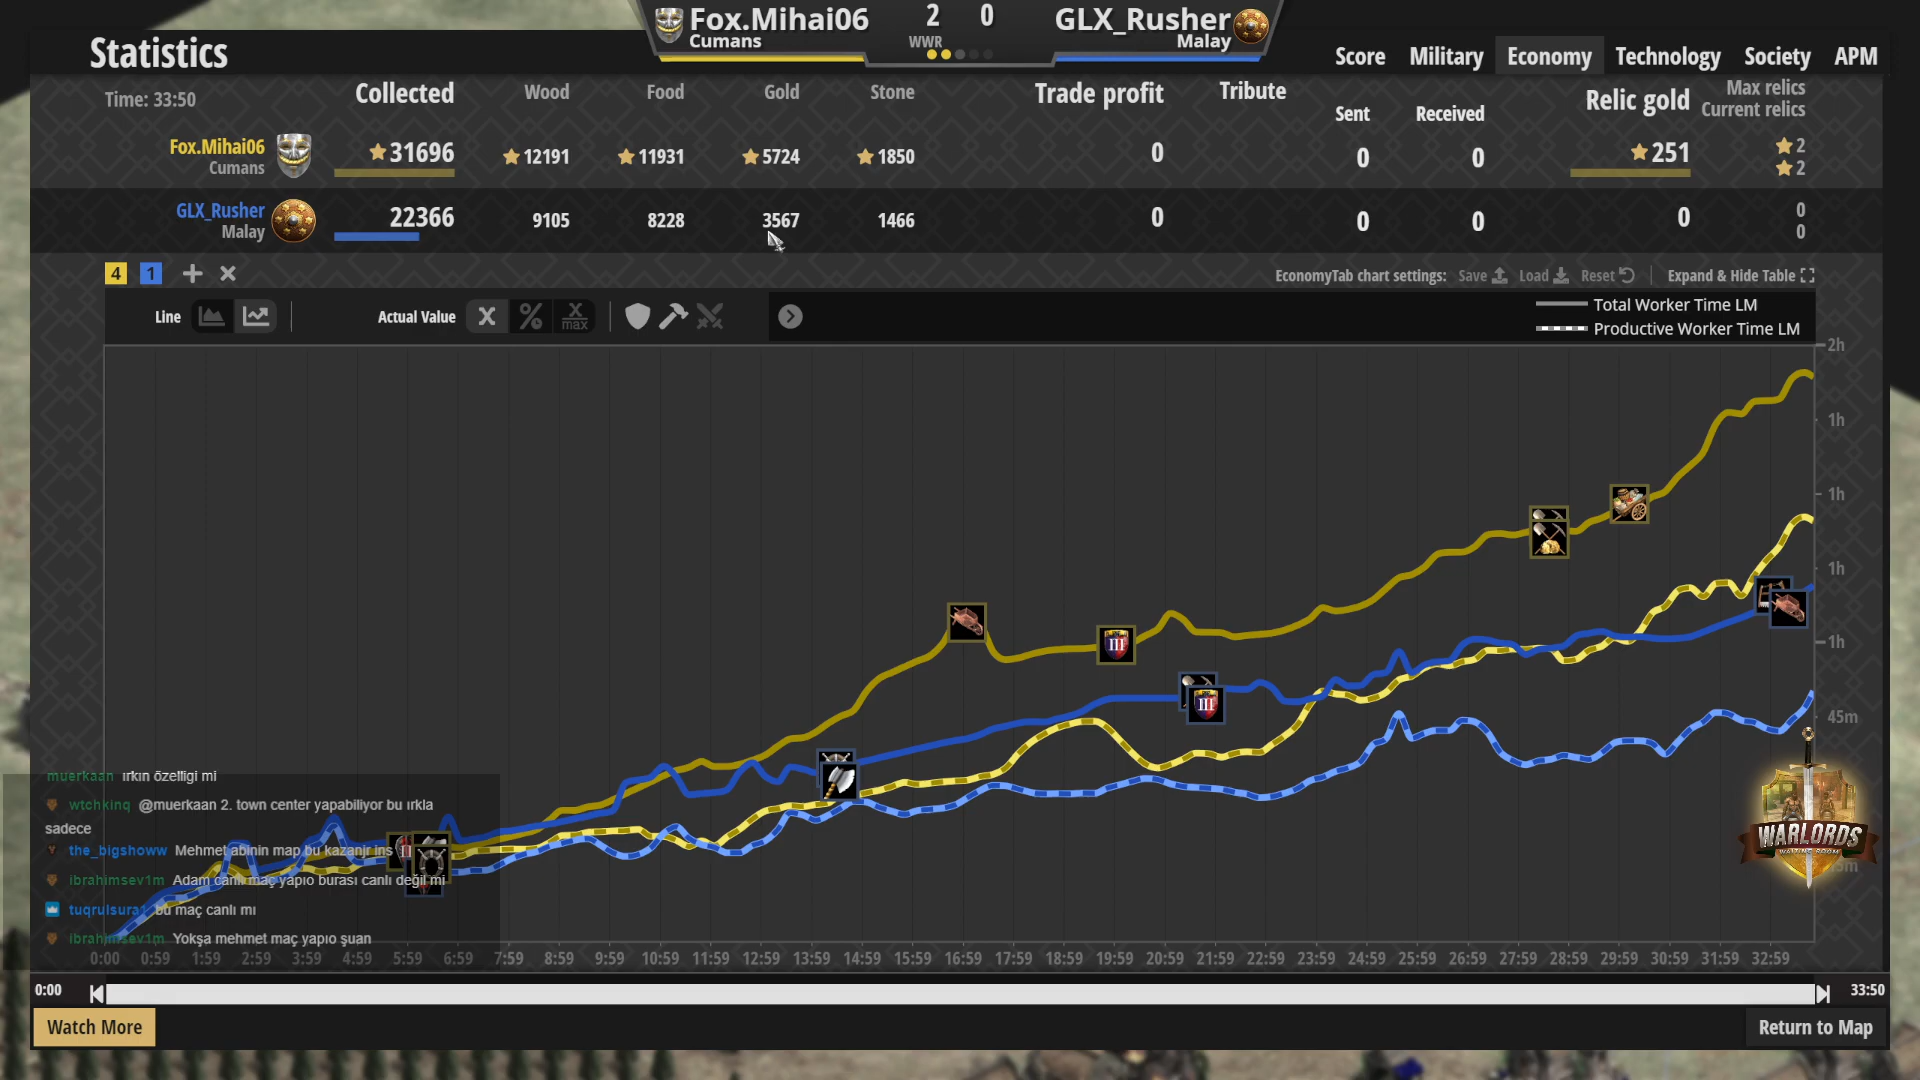 Fox.Mihai06 2 0 GLX_Rusher
Cumans WWR Malay
Statistics Score Military Economy Technology Society APM
Time: 33:50 Collected Wood Food Gold Stone Trade profit Tribute Sent Received Relic gold Max relics
Current relics
Fox.Mihai06 31696 12191 11931 5724 1850 0 0 0 251 2
Cumans 2
GLX_Rusher 22366 9105 8228 3567 1466 0 0 0 0 0
Malay 0
4 1 EconomyTab chart settings: Save Load Reset Expand & Hide Table
Line Actual Value X % X max
Total Worker Time LM
Productive Worker Time LM
2h
1h
1h
1h
1h
45m
III
III
II
muerkaan ırkın özelligi mi
wtchkinq @muerkaan 2. town center yapabiliyor bu ırkla
sadece
the_bigshoww Mehmet abinin map bu kazanır ins
ibrahimsev1m Adam canlı maç yapıo burası canlı değil mi
bu maç canlı mı
ibrahimsev1m Yokşa mehmet maç yapıo şuan
WARLORDS
WAITING ROOM
0:00 0:59 1:59 2:59 3:59 4:59 5:59 6:59 7:59 8:59 9:59 10:59 11:59 12:59 13:59 14:59 15:59 16:59 17:59 18:59 19:59 20:59 21:59 22:59 23:59 24:59 25:59 26:59 27:59 28:59 29:59 30:59 31:59 32:59
0:00 33:50
Watch More Return to Map